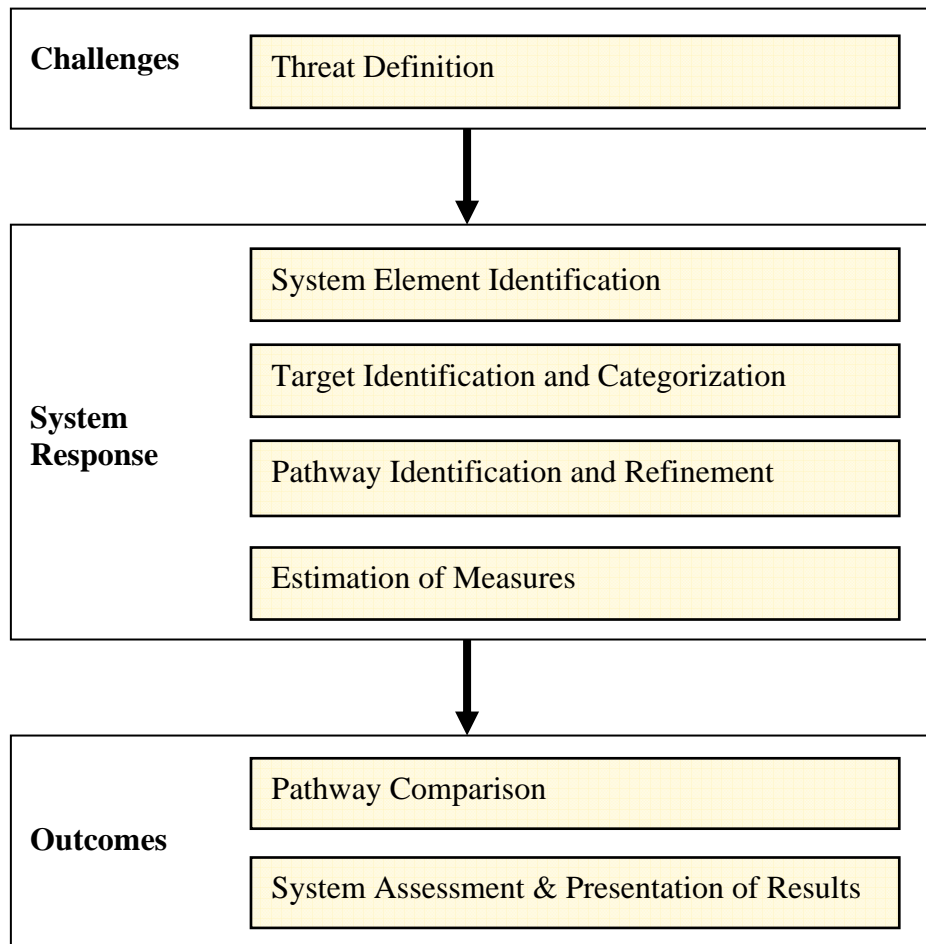 Challenges
Threat Definition
System
Response
System Element Identification
Target Identification and Categorization
Pathway Identification and Refinement
Estimation of Measures
Outcomes
Pathway Comparison
System Assessment & Presentation of Results